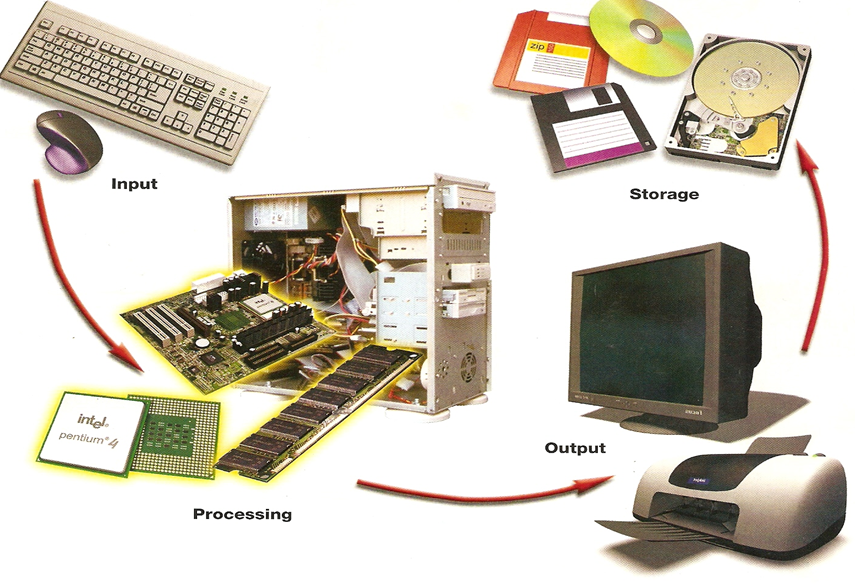 Input
zip
Storage
intel®
pentium® 4
Output
Processing